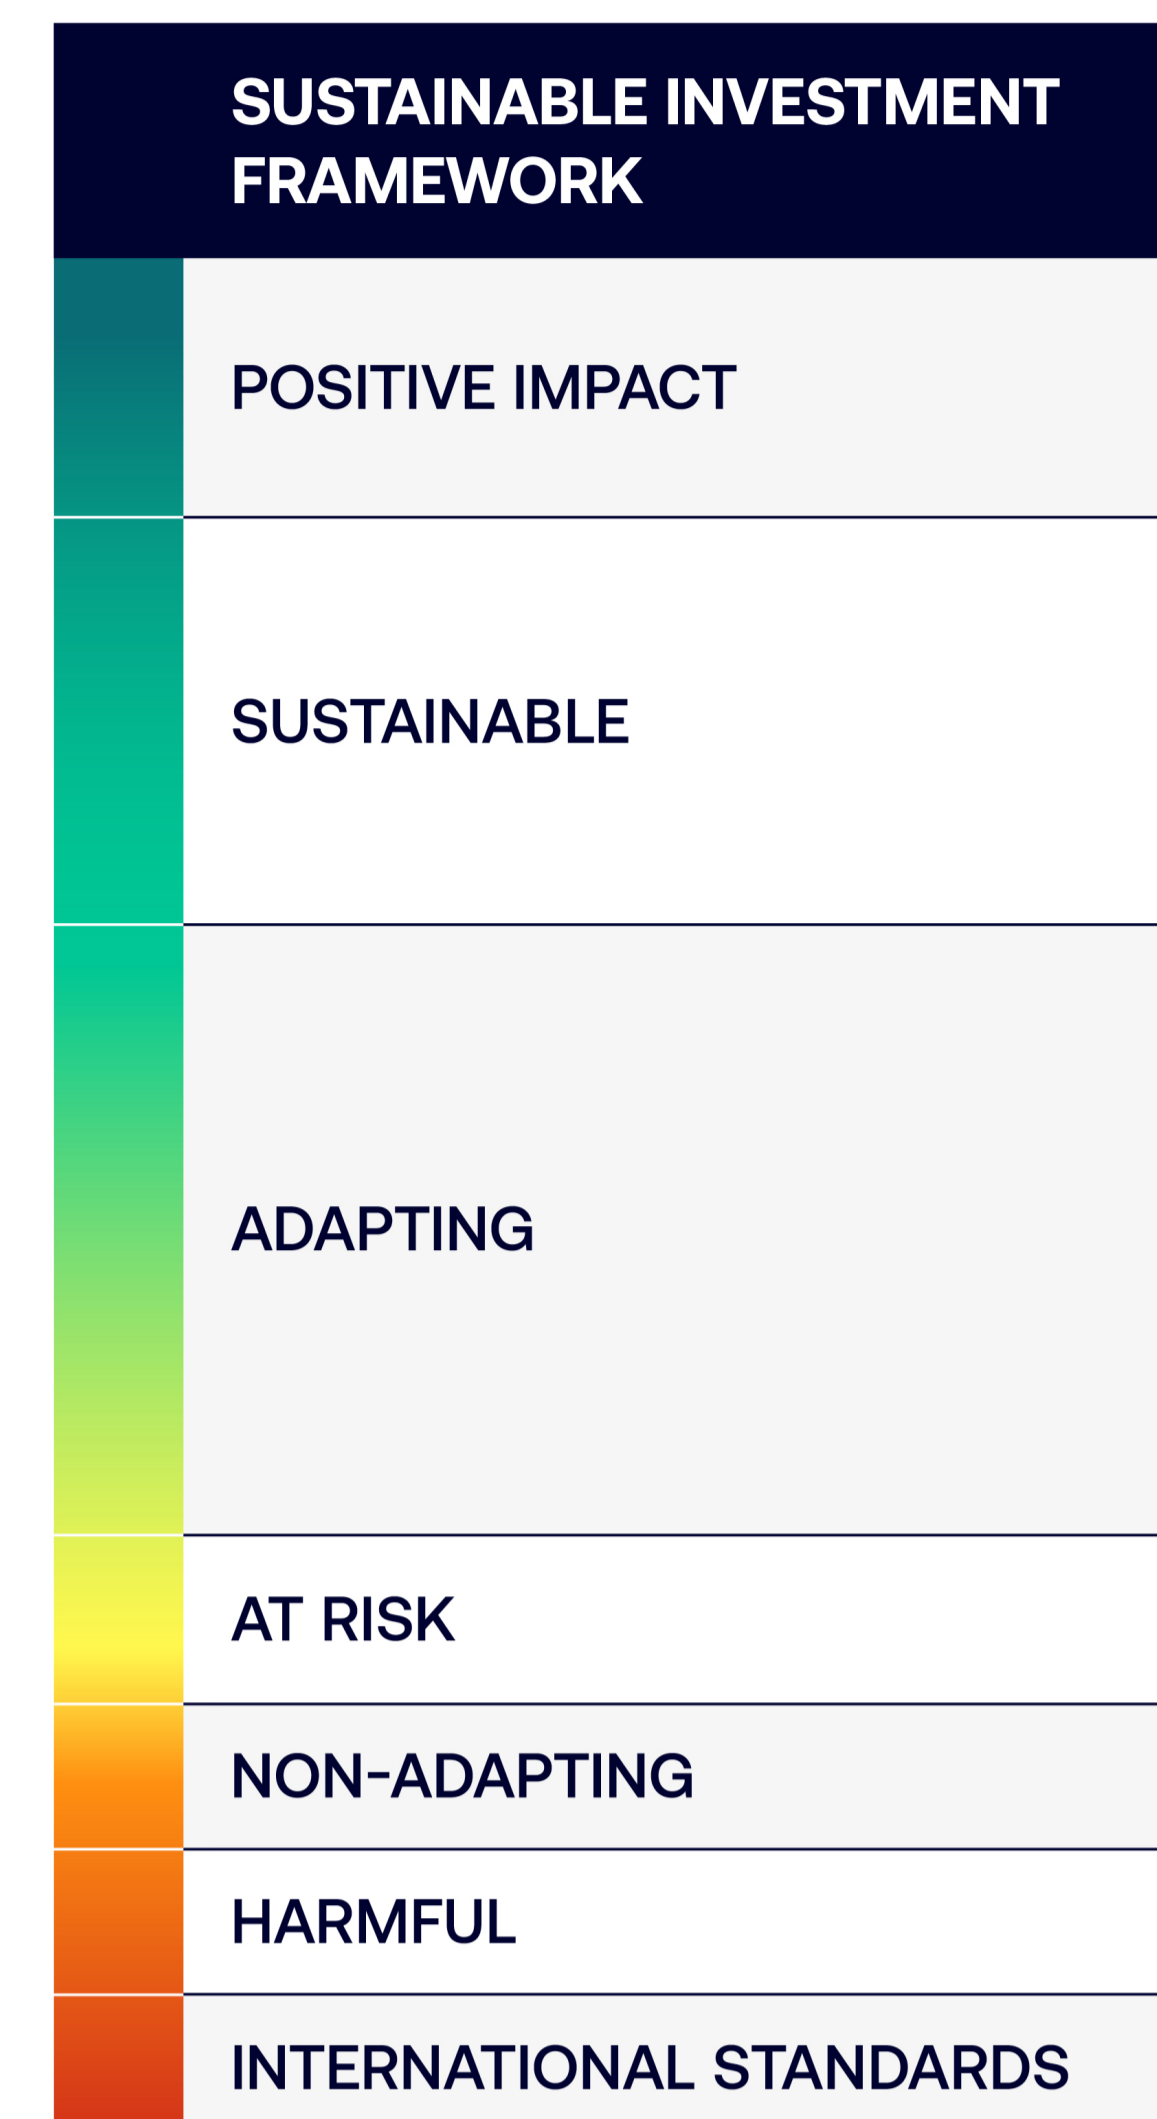 SUSTAINABLE INVESTMENT
FRAMEWORK
POSITIVE IMPACT
SUSTAINABLE
ADAPTING
AT RISK
NON-ADAPTING
HARMFUL
INTERNATIONAL STANDARDS